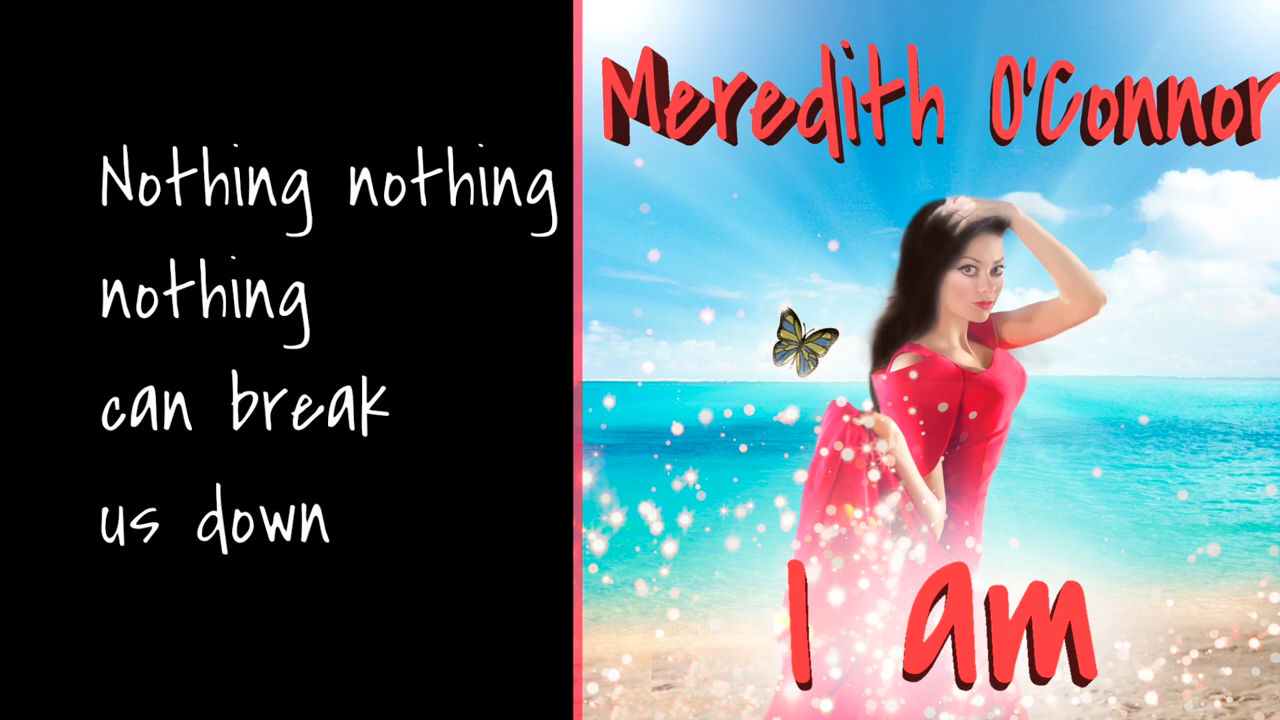 Nothing nothing
nothing
can break
us down
Meredith O'Connor
I am